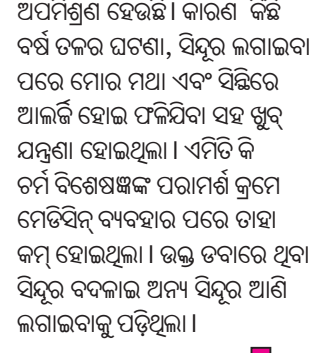 ଅପମିଶ୍ରଣ ହେଉଛି । କାରଣ କିଛି
ବର୍ଷ ତଳର ଘଟଣା, ସିନ୍ଦୂର ଲଗାଇବା
ପରେ ମୋର ମଥା ଏବଂ ସିନ୍ଥିରେ
ଆଲର୍ଜି ହୋଇ ଫଳିଯିବା ସହ ଖୁବ୍
ଯନ୍ତ୍ରଣା ହୋଇଥିଲା । ଏମିତି କି
ଚର୍ମ ବିଶେଷଜ୍ଞଙ୍କ ପରାମର୍ଶ କ୍ରମେ
ମେଡିସିନ୍ ବ୍ୟବହାର ପରେ ତାହା
କମ୍ ହୋଇଥିଲା । ଉକ୍ତ ଡବାରେ ଥିବା
ସିନ୍ଦୂର ବଦଳାଇ ଅନ୍ୟ ସିନ୍ଦୂର ଆଣି
ଲଗାଇବାକୁ ପଡ଼ିଥିଲା ।